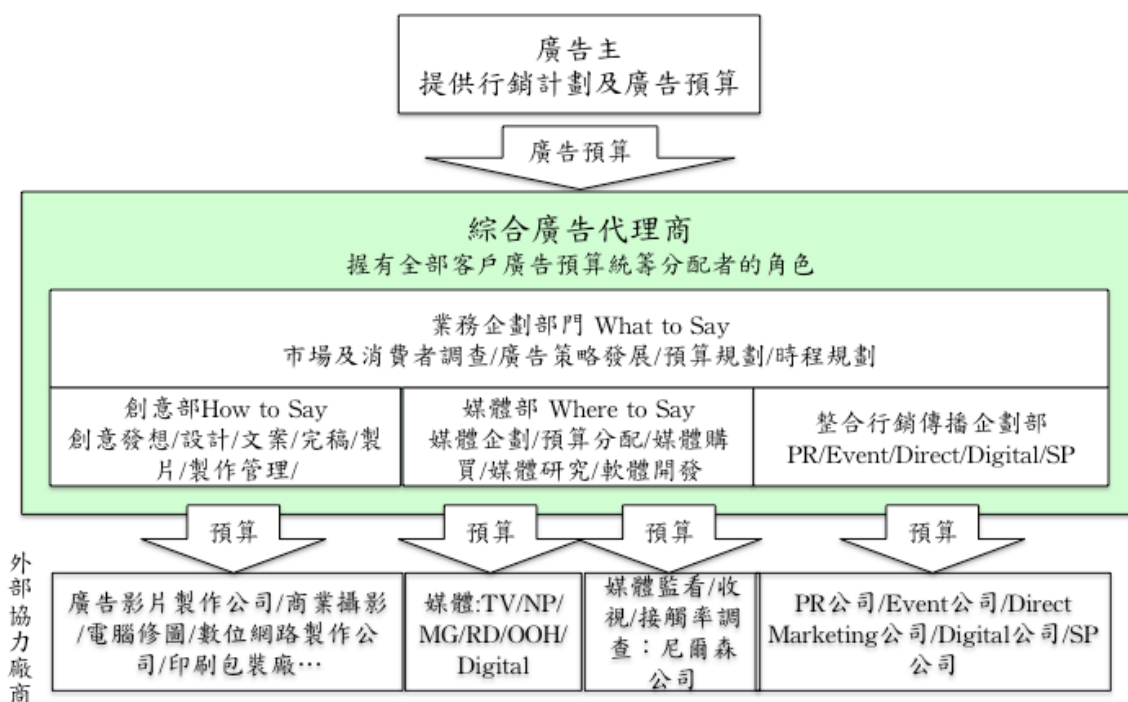 廣告主
提供行銷計劃及廣告預算
廣告預算
綜合廣告代理商
握有全部客戶廣告預算統籌分配者的角色
業務企劃部門 What to Say
市場及消費者調查/廣告策略發展/預算規劃/時程規劃
創意部How to Say
創意發想/設計/文案/完稿/製
片/製作管理/
媒體部 Where to Say
媒體企劃/預算分配/媒體購
買/媒體研究/軟體開發
整合行銷傳播企劃部
PR/Event/Direct/Digital/SP
預算
預算
預算
預算
外部協力廠商
廣告影片製作公司/商業攝影
/電腦修圖/數位網路製作公
司/印刷包裝廠…
媒體:TV/NP/
MG/RD/OOH/
Digital
媒體監看/收
視/接觸率調
查：尼爾森
公司
PR公司/Event公司/Direct
Marketing公司/Digital公司/SP
公司